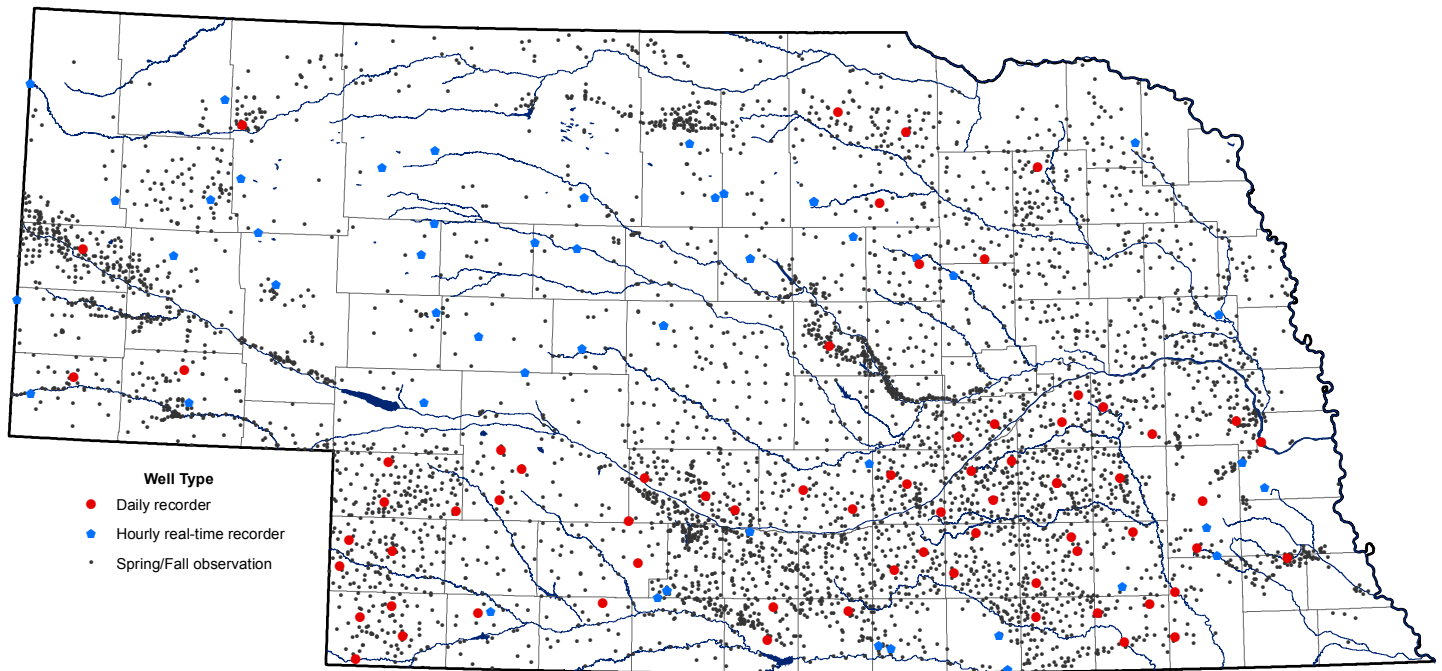 Well Type
Daily recorder
Hourly real-time recorder
Spring/Fall observation